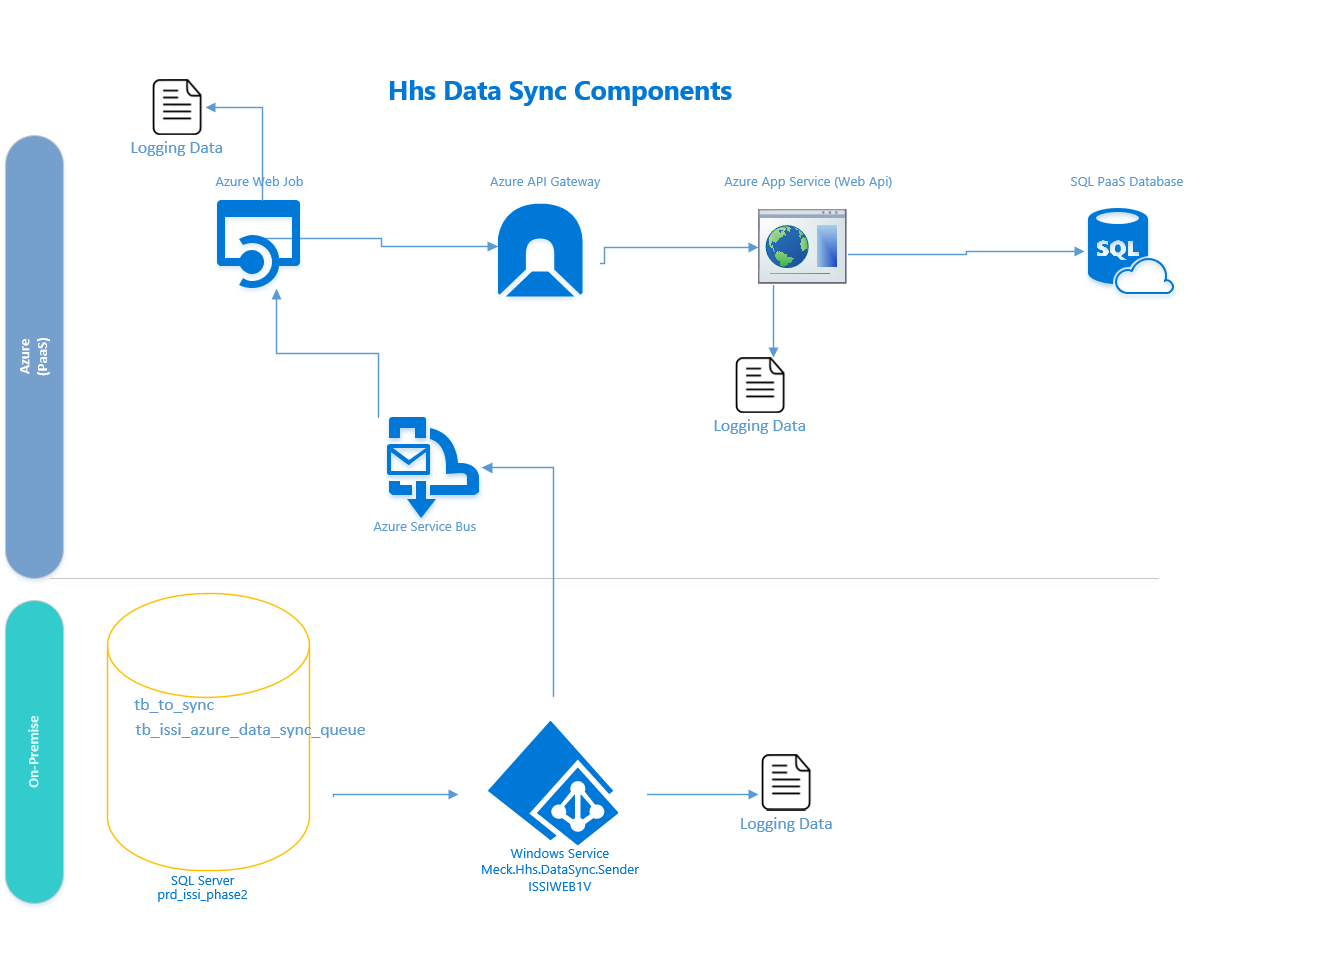 Hhs Data Sync Components
Logging Data
Azure Web Job
Azure API Gateway
Azure App Service (Web Api)
SQL PaaS Database
SQL
Azure
(PaaS)
Logging Data
Azure Service Bus
On-Premise
tb_to_sync
tb_issi_azure_data_sync_queue
SQL Server
prd_issi_phase2
Windows Service
Meck.Hhs.DataSync.Sender
ISSIWEB1V
Logging Data